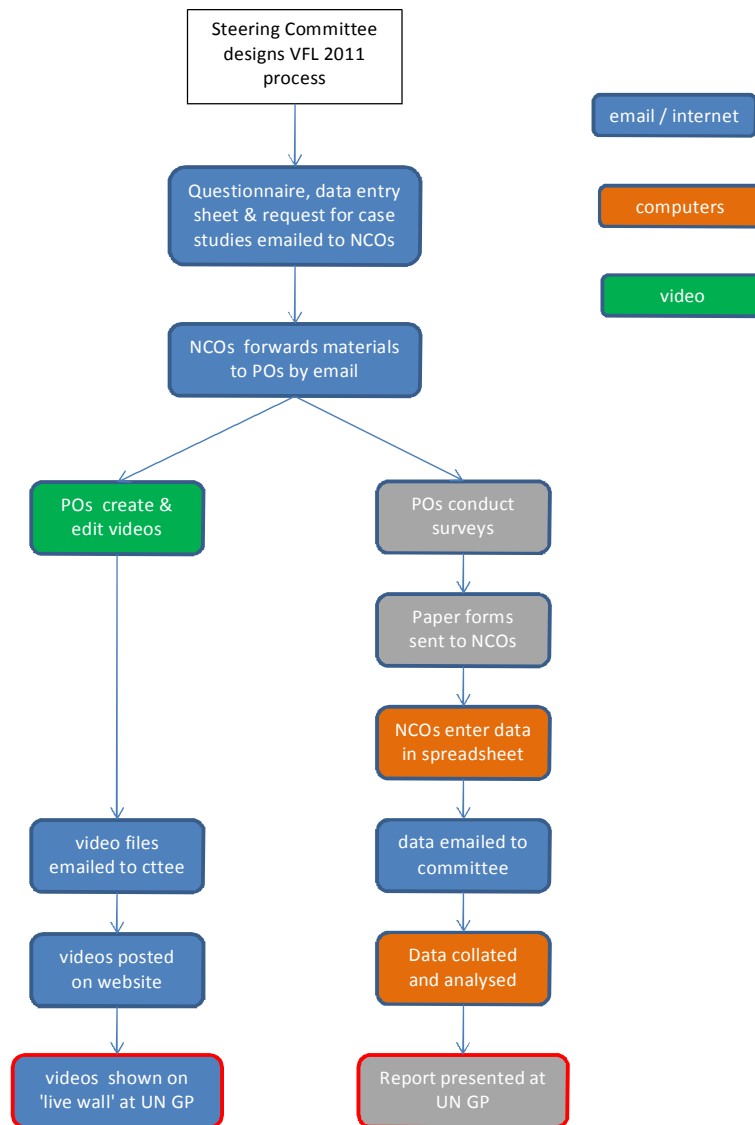 Steering Committee
designs VFL 2011
process
email / internet
Questionnaire, data entry
sheet & request for case
studies emailed to NCOs
computers
video
NCOs forwards materials
to POs by email
POs create &
edit videos
POs conduct
surveys
Paper forms
sent to NCOs
NCOs enter data
in spreadsheet
video files
emailed to cttee
data emailed to
committee
videos posted
on website
Data collated
and analysed
videos shown on
'live wall' at UN GP
Report presented at
UN GP